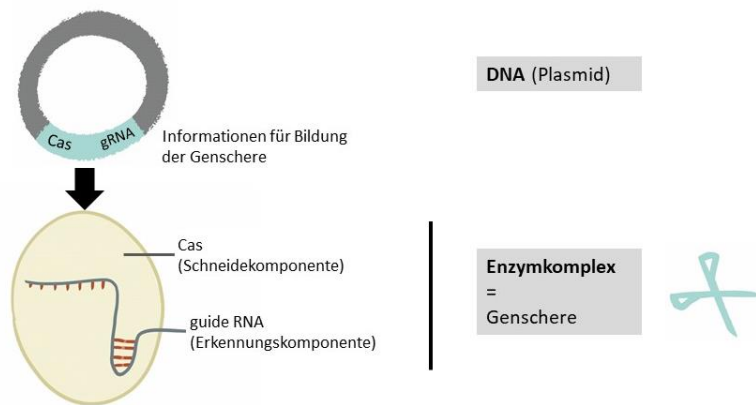 DNA (Plasmid)
Cas gRNA
Informationen für Bildung
der Genschere
Cas
(Schneidekomponente)
guide RNA
(Erkennungskomponente)
Enzymkomplex
=
Genschere